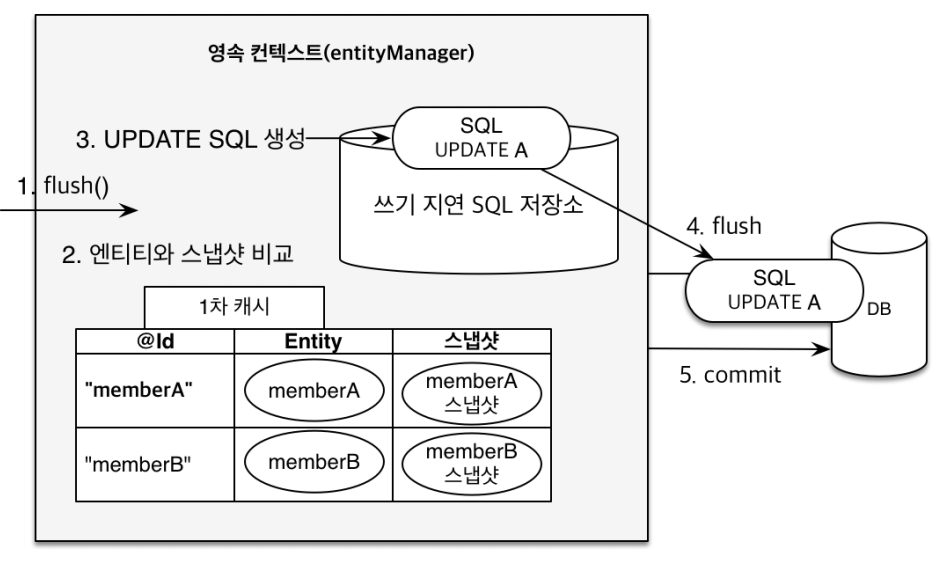 영속 컨텍스트(entityManager)
3. UPDATE SQL 생성
SQL
UPDATE A
1. flush()
쓰기 지연 SQL 저장소
4. flush
2. 엔티티와 스냅샷 비교
SQL
UPDATE A
DB
1차 캐시
@Id Entity 스냅샷
5. commit
"memberA" memberA memberA
스냅샷
"memberB" memberB memberB
스냅샷